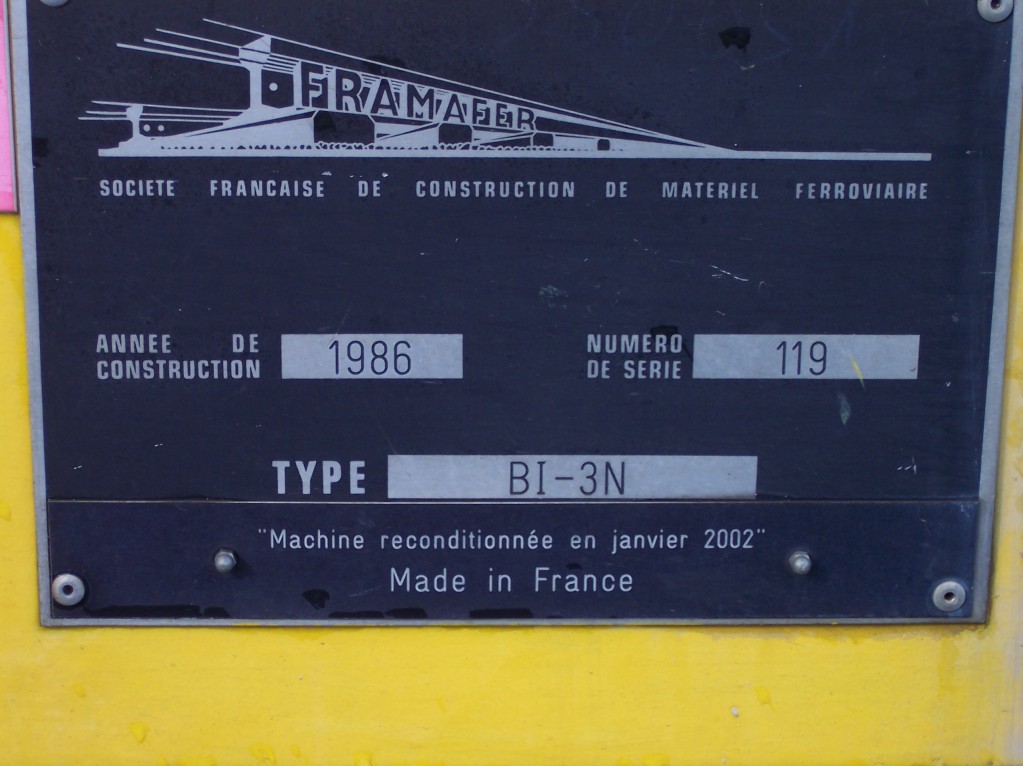 FRAMAFER
SOCIETE FRANCAISE DE CONSTRUCTION DE MATERIEL FERROVIAIRE
ANNEE DE CONSTRUCTION 1986
NUMERO DE SERIE 119
TYPE BI-3N
"Machine reconditionnée en janvier 2002"
Made in France